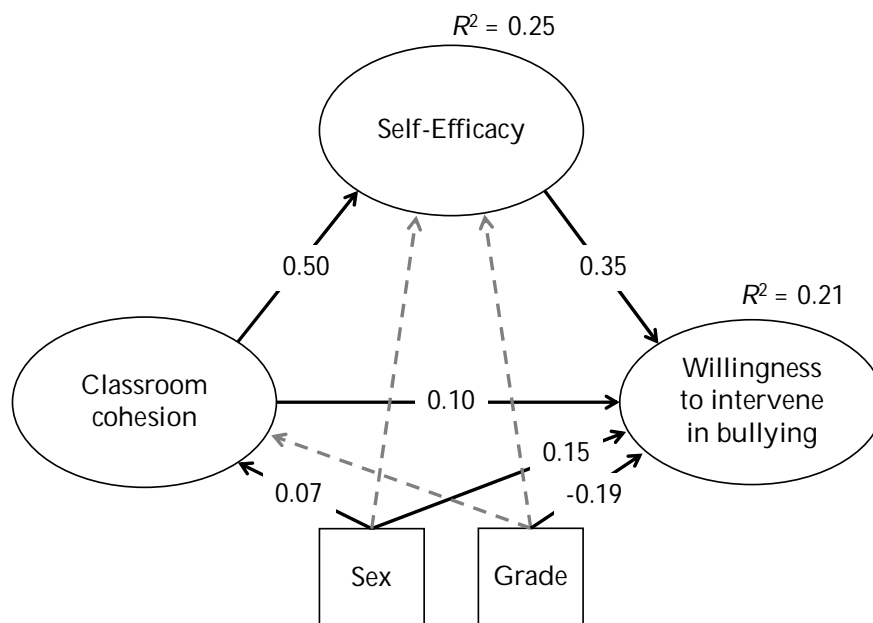 R² = 0.25
Self-Efficacy
0.50
0.35
R² = 0.21
Classroom
cohesion
0.10
Willingness
to intervene
in bullying
0.15
0.07
-0.19
Sex
Grade